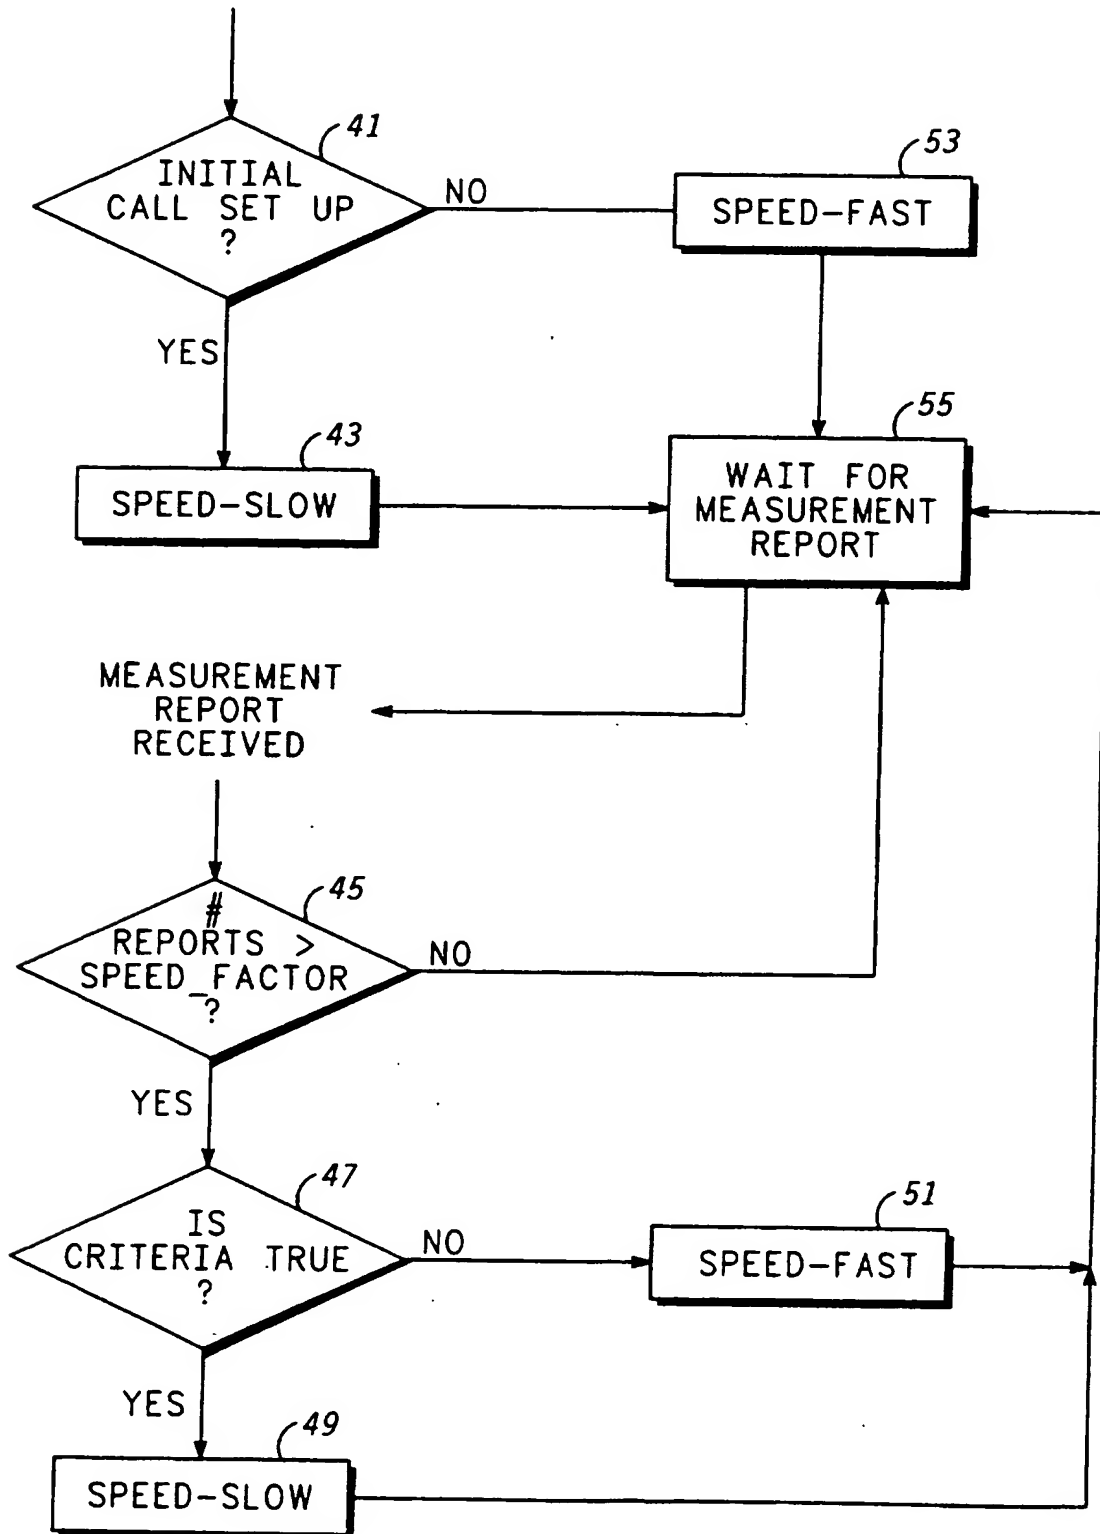 41
INITIAL
CALL SET UP
?
NO
53
SPEED-FAST
YES
43
SPEED-SLOW
55
WAIT FOR
MEASUREMENT
REPORT
MEASUREMENT
REPORT
RECEIVED
45
#
REPORTS >
SPEED_FACTOR
?
NO
YES
47
IS
CRITERIA TRUE
?
NO
51
SPEED-FAST
YES
49
SPEED-SLOW